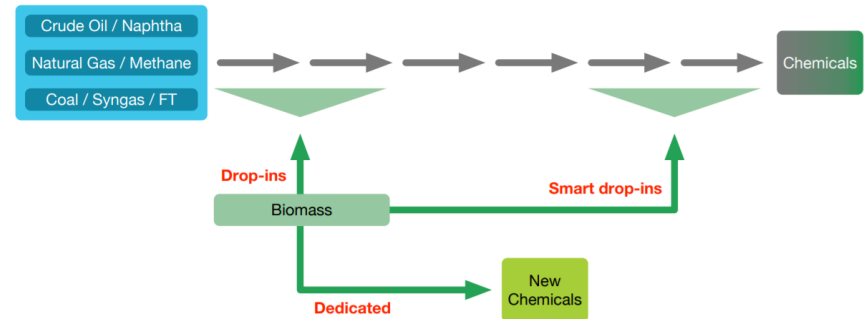 Crude Oil / Naphtha
Natural Gas / Methane
Coal / Syngas / FT
Chemicals
Drop-ins
Smart drop-ins
Biomass
Dedicated
New
Chemicals